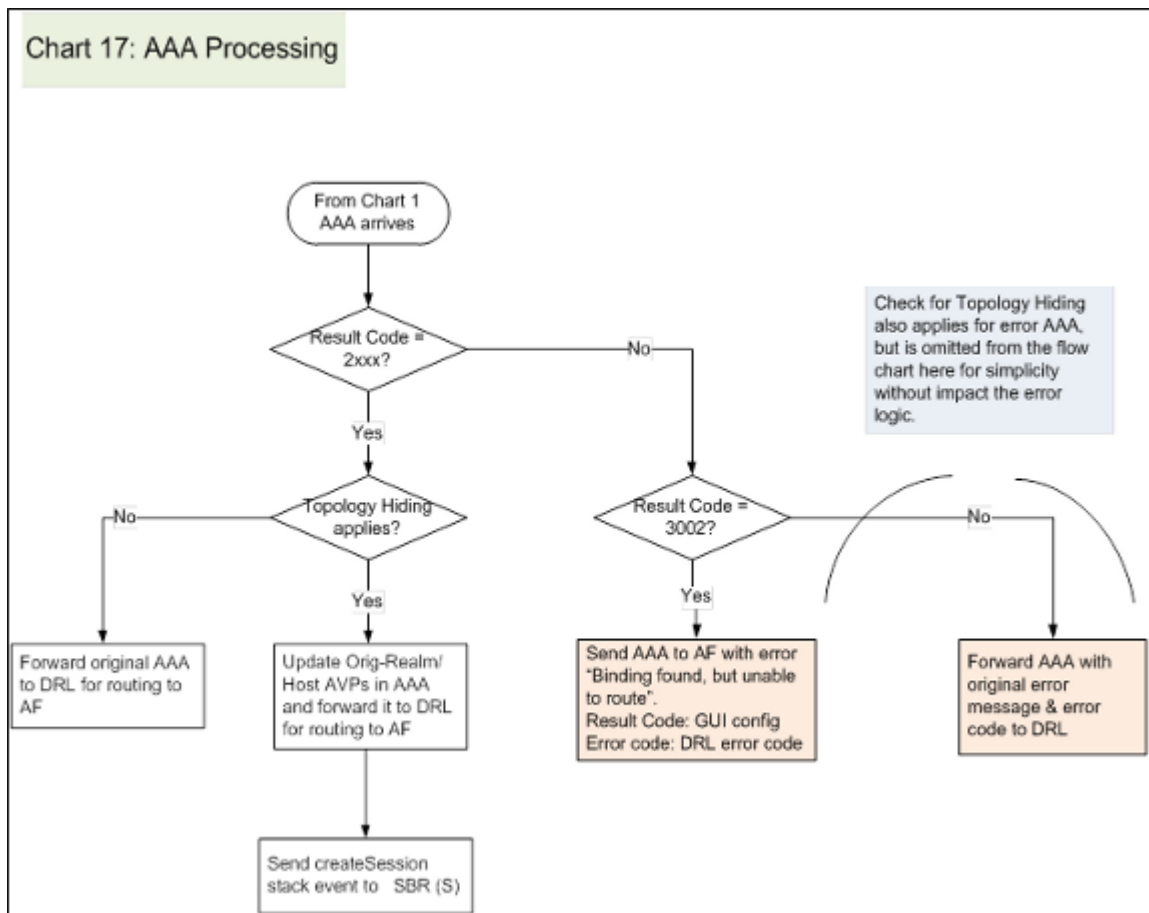 Chart 17: AAA Processing
From Chart 1
AAA arrives
Result Code =
2xxx?
No
Check for Topology Hiding
also applies for error AAA,
but is omitted from the flow
chart here for simplicity
without impact the error
logic.
Yes
Topology Hiding
applies?
No
Result Code =
3002?
No
Yes
Yes
Forward original AAA
to DRL for routing to
AF
Update Orig-Realm/
Host AVPs in AAA
and forward it to DRL
for routing to AF
Send AAA to AF with error
“Binding found, but unable
to route”.
Result Code: GUI config
Error code: DRL error code
Forward AAA with
original error
message & error
code to DRL
Send createSession
stack event to SBR (S)